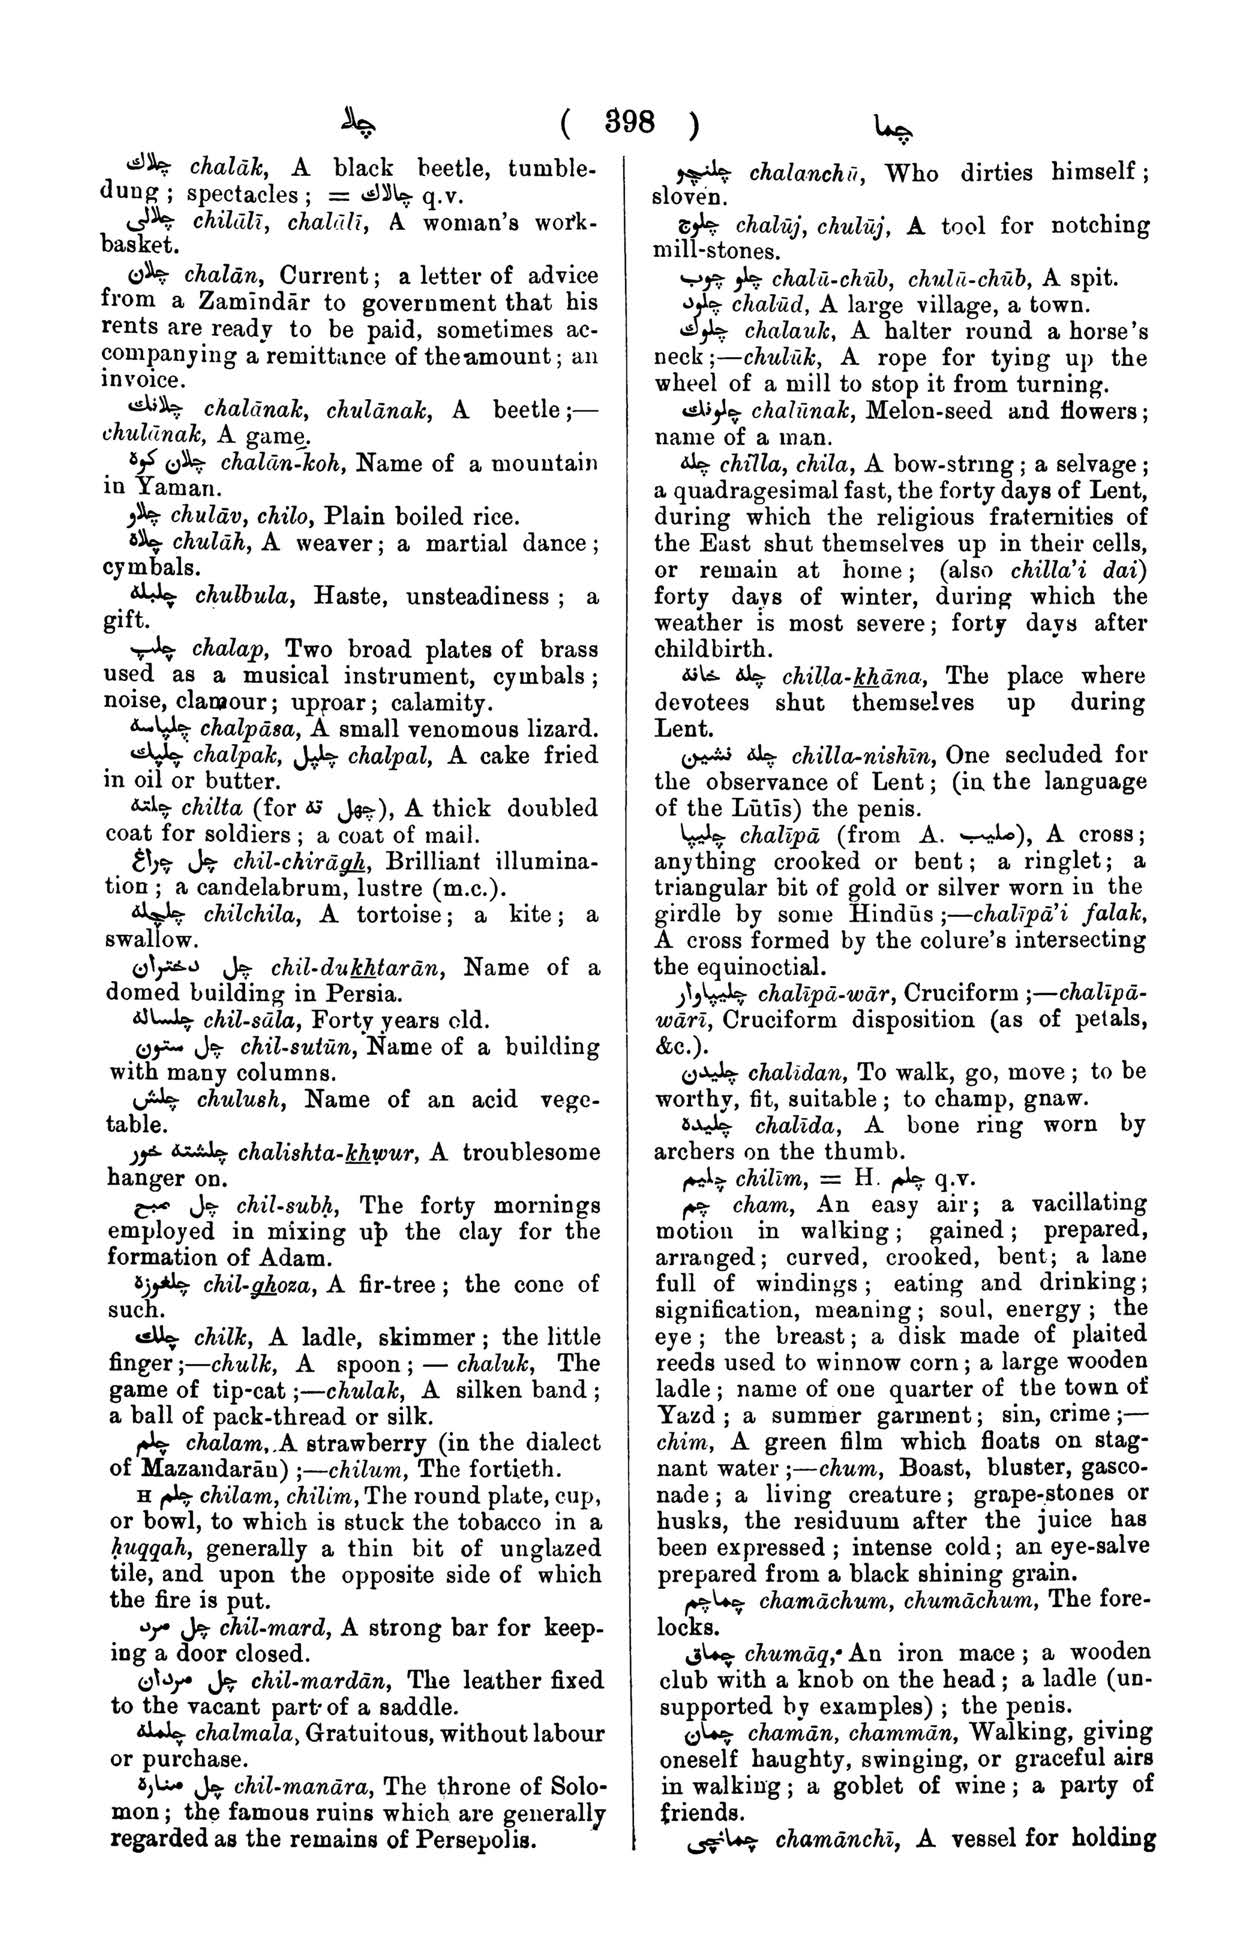 چلا ( 398 ) چما
چلاك chalāk, A black beetle, tumble-
dung ; spectacles ; = چالاك q.v.
چلالی chilālī, chalālī, A woman's work-
basket.
چلان chalān, Current ; a letter of advice
from a Zamīndār to government that his
rents are ready to be paid, sometimes ac-
companying a remittance of the amount ; an
invoice.
چلانك chalānak, chulānak, A beetle ;—
chulānak, A game.
چلان كوه chalān-koh, Name of a mountain
in Yaman.
چلاو chulāv, chilo, Plain boiled rice.
چلاه chulāh, A weaver ; a martial dance ;
cymbals.
چلبله chulbula, Haste, unsteadiness ; a
gift.
چلپ chalap, Two broad plates of brass
used as a musical instrument, cymbals ;
noise, clamour ; uproar ; calamity.
چلپاسه chalpāsa, A small venomous lizard.
چلپك chalpak, چلپل chalpal, A cake fried
in oil or butter.
چلته chilta (for چهل ته), A thick doubled
coat for soldiers ; a coat of mail.
چل چراغ chil-chirāgh, Brilliant illumina-
tion ; a candelabrum, lustre (m.c.).
چلچله chilchila, A tortoise ; a kite ; a
swallow.
چل دختران chil-dukhtarān, Name of a
domed building in Persia.
چلساله chil-sāla, Forty years old.
چل ستون chil-sutūn, Name of a building
with many columns.
چلش chulush, Name of an acid vege-
table.
چلشته خور chalishta-khwur, A troublesome
hanger on.
چل صبح chil-subḥ, The forty mornings
employed in mixing up the clay for the
formation of Adam.
چلغوزه chil-ghoza, A fir-tree ; the cone of
such.
چلك chilk, A ladle, skimmer ; the little
finger ;—chulk, A spoon ; — chaluk, The
game of tip-cat ;—chulak, A silken band ;
a ball of pack-thread or silk.
چلم chalam, A strawberry (in the dialect
of Mazandarān) ;—chilum, The fortieth.
H چلم chilam, chilim, The round plate, cup,
or bowl, to which is stuck the tobacco in a
ḥuqqah, generally a thin bit of unglazed
tile, and upon the opposite side of which
the fire is put.
چل مرد chil-mard, A strong bar for keep-
ing a door closed.
چل مردان chil-mardān, The leather fixed
to the vacant part of a saddle.
چلمله chalmala, Gratuitous, without labour
or purchase.
چل مناره chil-manāra, The throne of Solo-
mon ; the famous ruins which are generally
regarded as the remains of Persepolis.
چلنچو chalanchū, Who dirties himself ;
sloven.
چلوج chalūj, chulūj, A tool for notching
mill-stones.
چلو چوب chalū-chūb, chulū-chūb, A spit.
چلود chalūd, A large village, a town.
چلوك chalauk, A halter round a horse's
neck ;—chulūk, A rope for tying up the
wheel of a mill to stop it from turning.
چلونك chalūnak, Melon-seed and flowers ;
name of a man.
چله chilla, chila, A bow-string ; a selvage ;
a quadragesimal fast, the forty days of Lent,
during which the religious fraternities of
the East shut themselves up in their cells,
or remain at home ; (also chilla'i dai)
forty days of winter, during which the
weather is most severe ; forty days after
childbirth.
چله خانه chilla-khāna, The place where
devotees shut themselves up during
Lent.
چله نشین chilla-nishīn, One secluded for
the observance of Lent ; (in the language
of the Lūtīs) the penis.
چلیپا chalīpā (from A. صلیب), A cross ;
anything crooked or bent ; a ringlet ; a
triangular bit of gold or silver worn in the
girdle by some Hindūs ;—chalīpā'i falak,
A cross formed by the colure's intersecting
the equinoctial.
چلیپاوار chalīpā-wār, Cruciform ;—chalīpā-
wārī, Cruciform disposition (as of petals,
&c.).
چلیدن chalīdan, To walk, go, move ; to be
worthy, fit, suitable ; to champ, gnaw.
چلیده chalīda, A bone ring worn by
archers on the thumb.
چلیم chilīm, = H. چلم q.v.
چم cham, An easy air ; a vacillating
motion in walking ; gained ; prepared,
arranged ; curved, crooked, bent ; a lane
full of windings ; eating and drinking ;
signification, meaning ; soul, energy ; the
eye ; the breast ; a disk made of plaited
reeds used to winnow corn ; a large wooden
ladle ; name of one quarter of the town of
Yazd ; a summer garment ; sin, crime ;—
chim, A green film which floats on stag-
nant water ;—chum, Boast, bluster, gasco-
nade ; a living creature ; grape-stones or
husks, the residuum after the juice has
been expressed ; intense cold ; an eye-salve
prepared from a black shining grain.
چماچم chamāchum, chumāchum, The fore-
locks.
چماق chumāq, An iron mace ; a wooden
club with a knob on the head ; a ladle (un-
supported by examples) ; the penis.
چمان chamān, chammān, Walking, giving
oneself haughty, swinging, or graceful airs
in walking ; a goblet of wine ; a party of
friends.
چمانچی chamānchī, A vessel for holding